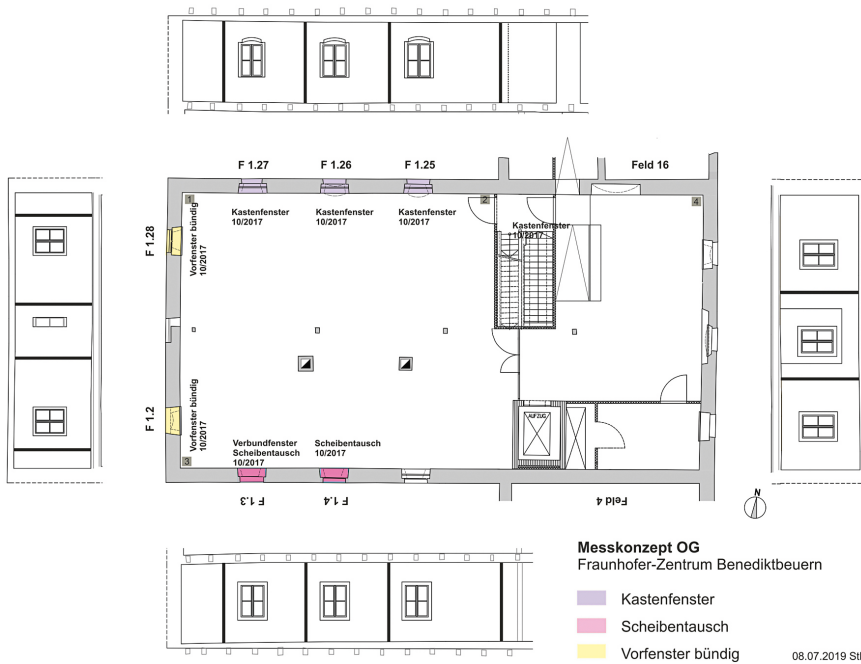 F 1.27
F 1.26
F 1.25
Feld 16
1
2
4
Kastenfenster
10/2017
Kastenfenster
10/2017
Kastenfenster
10/2017
Kastenfenster
10/2017
F 1.28
Vorfenster bündig
10/2017
F 1.2
Vorfenster bündig
10/2017
AUFZUG
3
Verbundfenster
Scheibentausch
10/2017
Scheibentausch
10/2017
F 1.3
F 1.4
Feld 4
N
Messkonzept OG
Fraunhofer-Zentrum Benediktbeuern
Kastenfenster
Scheibentausch
Vorfenster bündig
08.07.2019 Stl